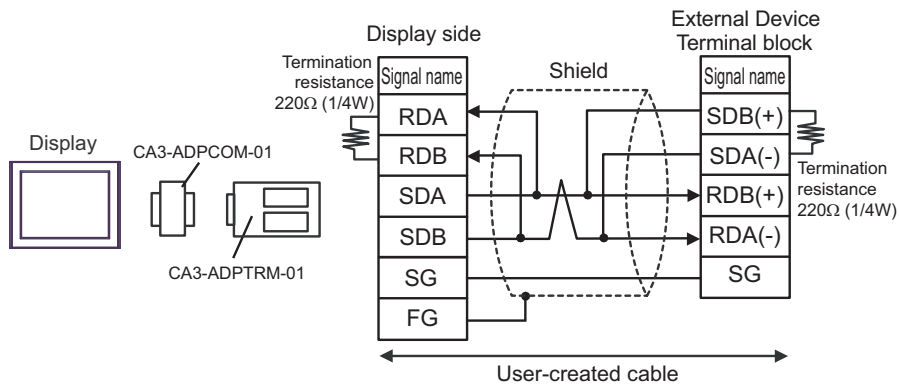 Display
CA3-ADPCOM-01
CA3-ADPTRM-01
Display side
Termination
resistance
220Ω (1/4W)
Signal name
RDA
RDB
SDA
SDB
SG
FG
Shield
External Device
Terminal block
Signal name
SDB(+)
SDA(-)
RDB(+)
RDA(-)
SG
Termination
resistance
220Ω (1/4W)
User-created cable